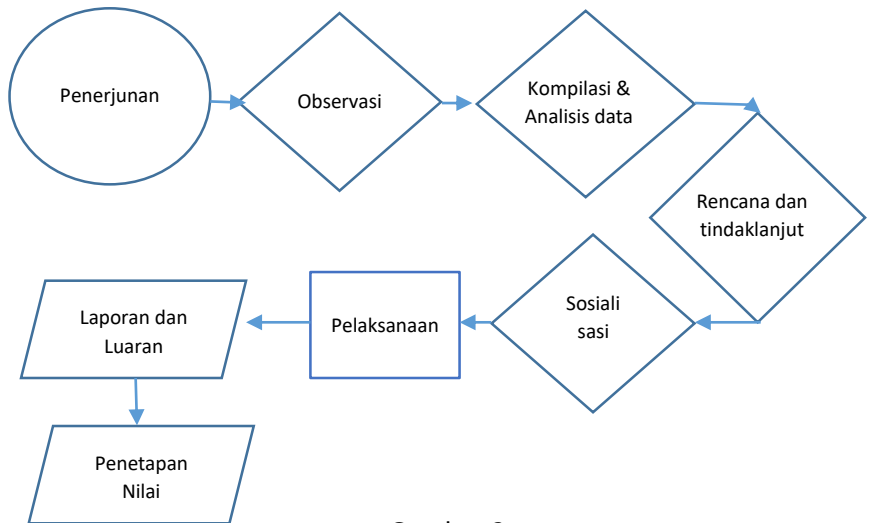 Penerjunan
Observasi
Kompilasi &
Analisis data
Rencana dan
tindaklanjut
Sosiali
sasi
Pelaksanaan
Laporan dan
Luaran
Penetapan
Nilai